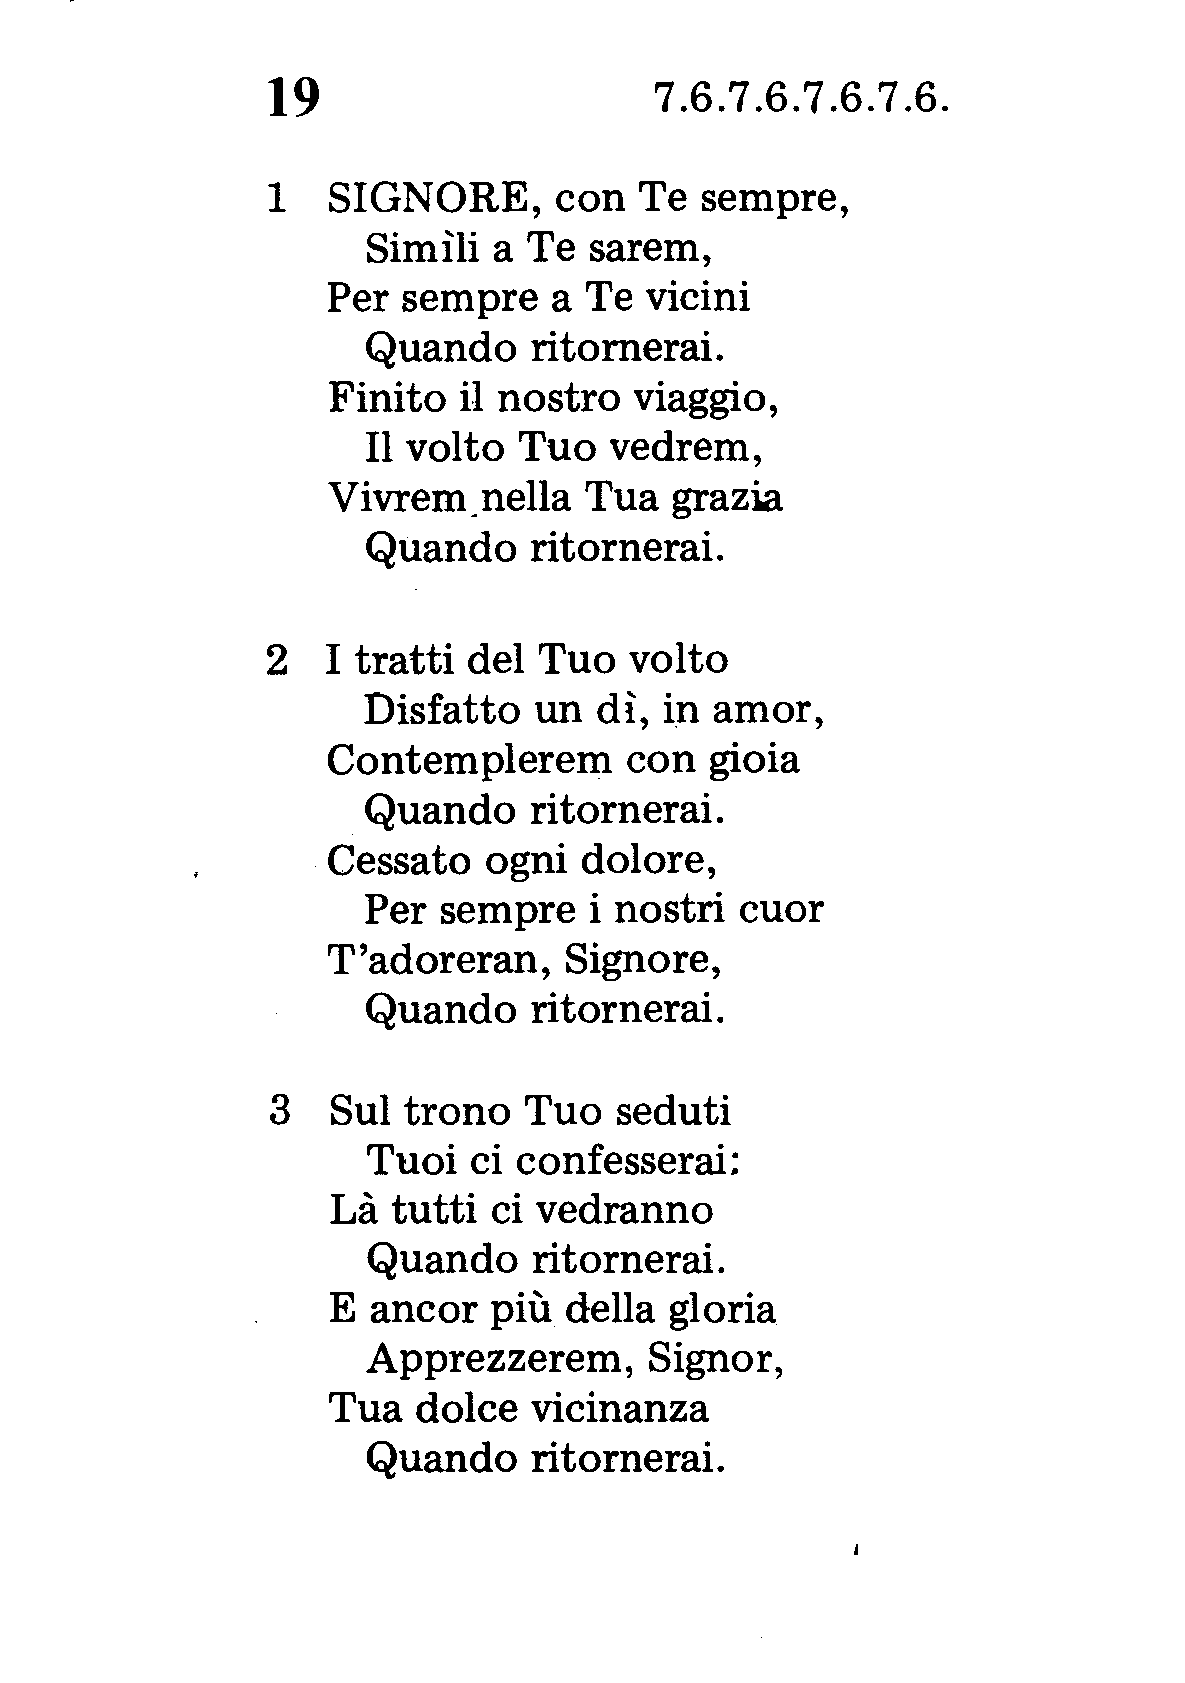 19 7.6.7.6.7.6.7.6.
1 SIGNORE, con Te sempre,
Simìli a Te sarem,
Per sempre a Te vicini
Quando ritornerai.
Finito il nostro viaggio,
Il volto Tuo vedrem,
Vivrem nella Tua grazia
Quando ritornerai.
2 I tratti del Tuo volto
Disfatto un dì, in amor,
Contemplerem con gioia
Quando ritornerai.
Cessato ogni dolore,
Per sempre i nostri cuor
T'adoreran, Signore,
Quando ritornerai.
3 Sul trono Tuo seduti
Tuoi ci confesserai:
Là tutti ci vedranno
Quando ritornerai.
E ancor più della gloria
Apprezzerem, Signor,
Tua dolce vicinanza
Quando ritornerai.